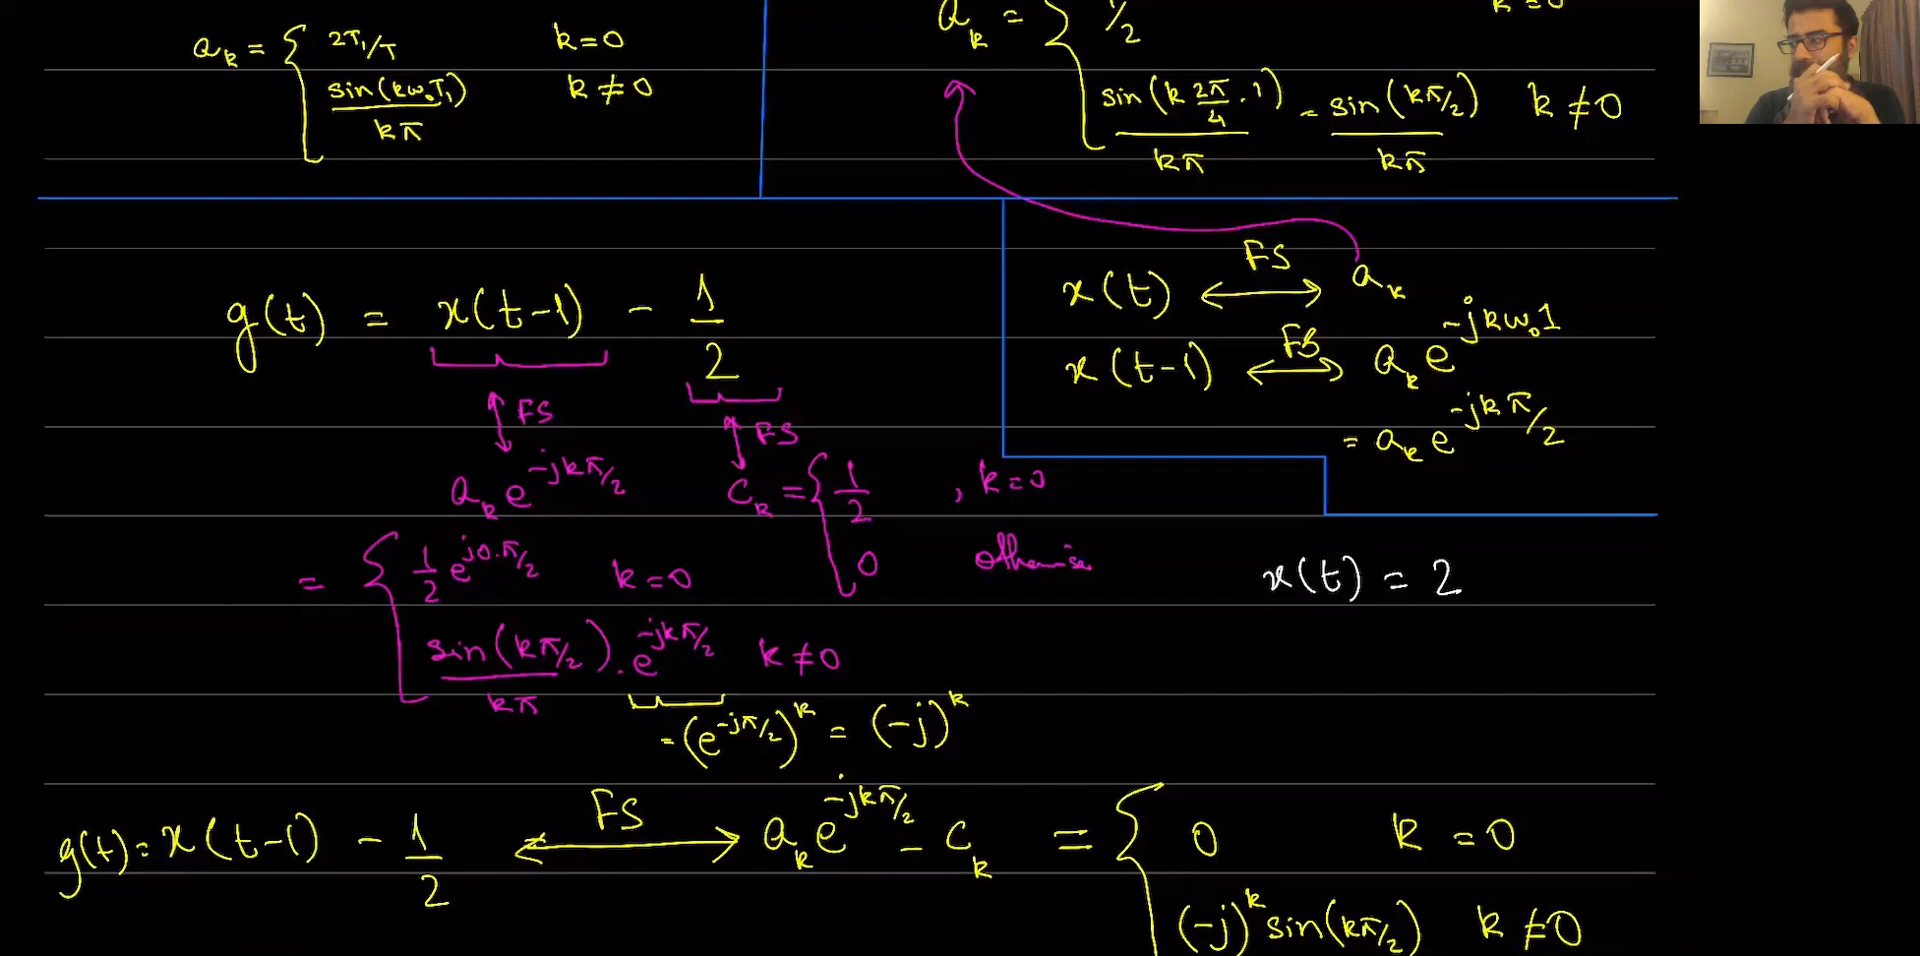 a_k = { 2T₁/T    k=0
sin(kω₀T₁)/kπ    k≠0
a_k = { 1/2    k=0
sin(k 2π/4 · 1)/kπ = sin(kπ/2)/kπ    k≠0
g(t) = x(t-1) - 1/2
FS
a_k e^{-jkπ/2}
FS
C_k = { 1/2 , k=0
0 otherwise
= { 1/2 e^{j0·π/2}    k=0
sin(kπ/2)/kπ · e^{-jkπ/2}    k≠0
= (e^{-jπ/2})^k = (-j)^k
x(t) ⟷ FS a_k
x(t-1) ⟷ FS a_k e^{-jkω₀1}
= a_k e^{-jkπ/2}
x(t) = 2
g(t) = x(t-1) - 1/2 ⟷ FS a_k e^{-jkπ/2} - C_k = { 0    k=0
(-j)^k sin(kπ/2)    k≠0